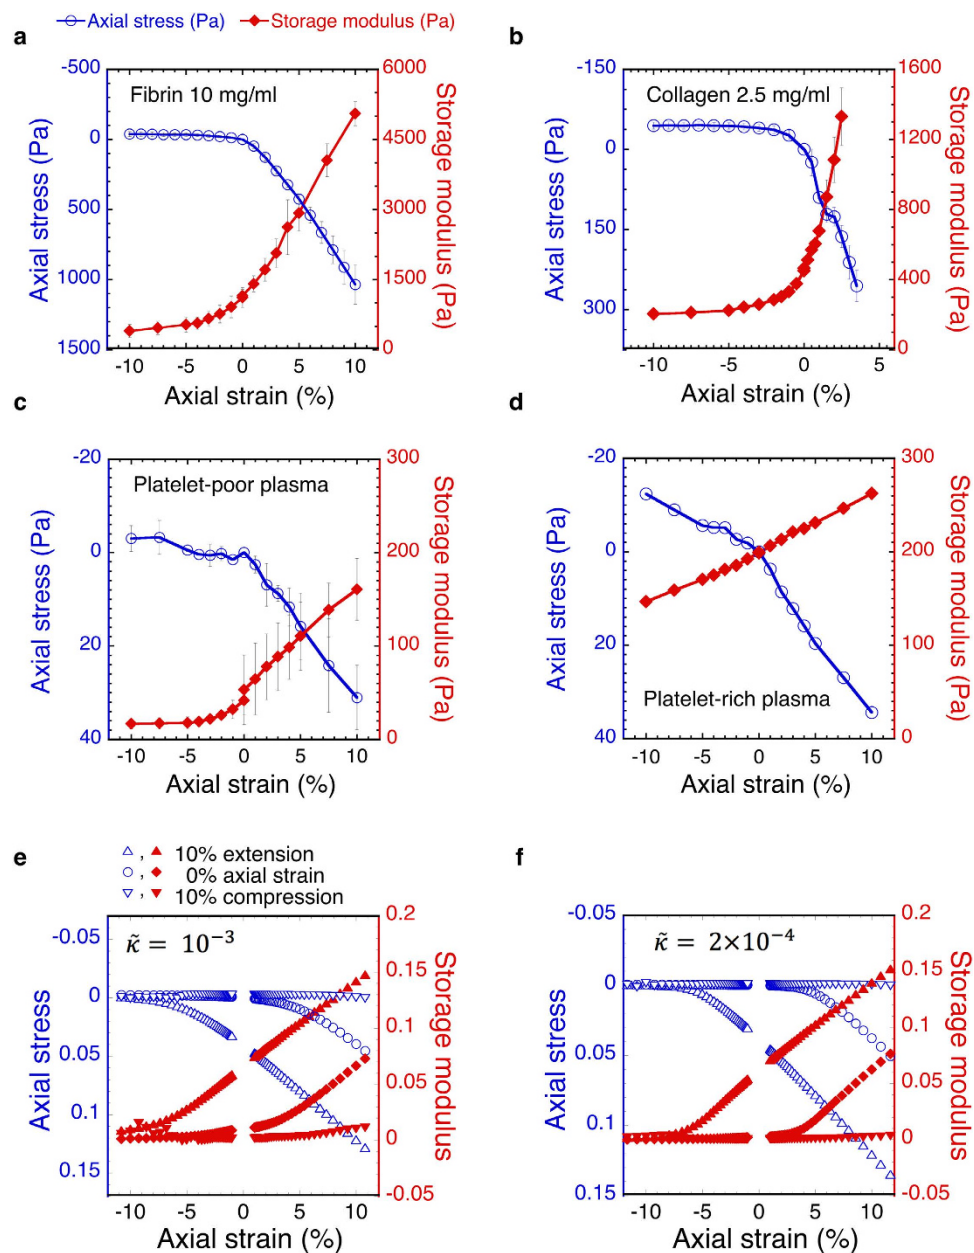 Axial stress (Pa) Storage modulus (Pa)
a
-500
0
500
1000
1500
Axial stress (Pa)
Fibrin 10 mg/ml
6000
4500
3000
1500
0
Storage modulus (Pa)
-10 -5 0 5 10
Axial strain (%)
b
-150
0
150
300
Axial stress (Pa)
Collagen 2.5 mg/ml
1600
1200
800
400
0
Storage modulus (Pa)
-10 -5 0 5
Axial strain (%)
c
-20
0
20
40
Axial stress (Pa)
Platelet-poor plasma
300
200
100
0
Storage modulus (Pa)
-10 -5 0 5 10
Axial strain (%)
d
-20
0
20
40
Axial stress (Pa)
Platelet-rich plasma
300
200
100
0
Storage modulus (Pa)
-10 -5 0 5 10
Axial strain (%)
e
, 10% extension
, 0% axial strain
, 10% compression
-0.05
0
0.05
0.1
0.15
Axial stress
κ̃ = 10⁻³
0.2
0.15
0.1
0.05
0
-0.05
Storage modulus
-10 -5 0 5 10
Axial strain (%)
f
-0.05
0
0.05
0.1
0.15
Axial stress
κ̃ = 2×10⁻⁴
0.2
0.15
0.1
0.05
0
-0.05
Storage modulus
-10 -5 0 5 10
Axial strain (%)